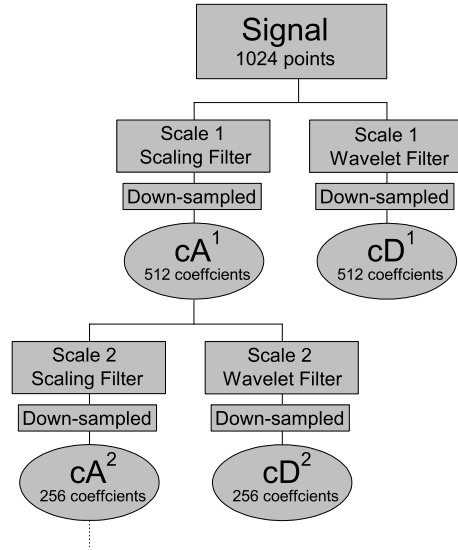 Signal
1024 points
Scale 1
Scaling Filter
Scale 1
Wavelet Filter
Down-sampled
Down-sampled
cA1
512 coeffcients
cD1
512 coeffcients
Scale 2
Scaling Filter
Scale 2
Wavelet Filter
Down-sampled
Down-sampled
cA2
256 coeffcients
cD2
256 coeffcients